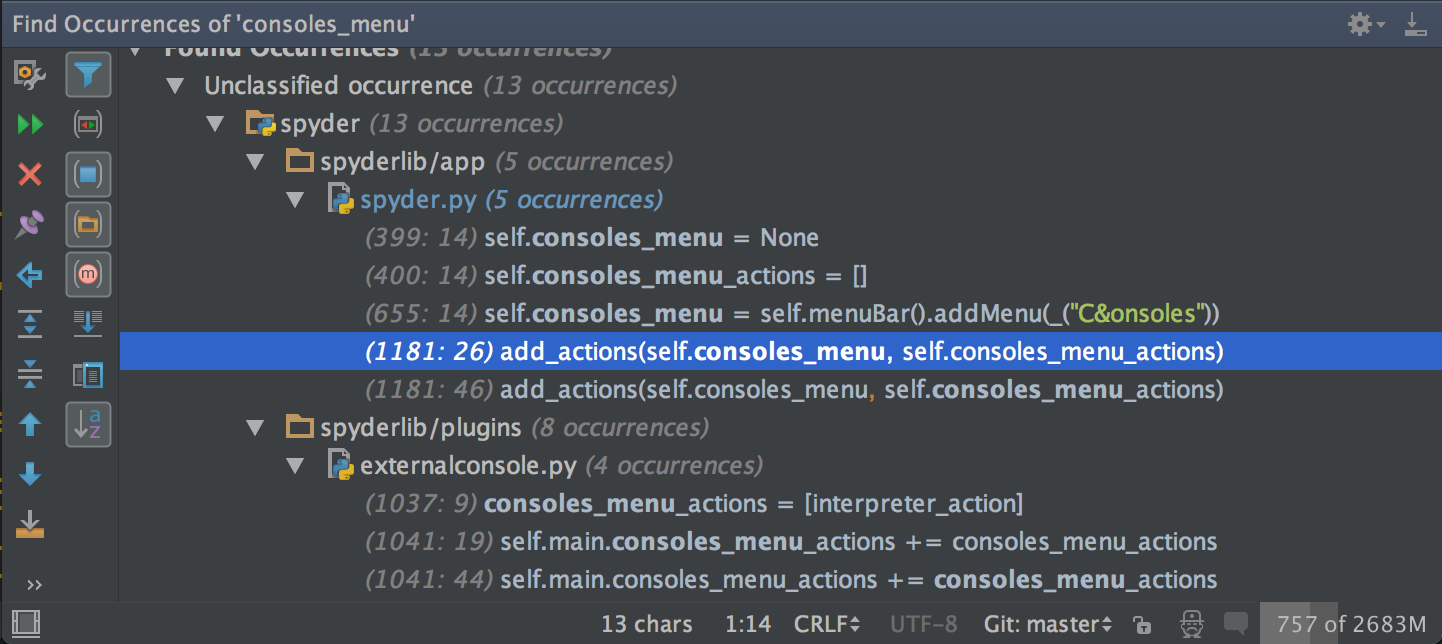 Find Occurrences of 'consoles_menu'
Found Occurrences (13 occurrences)
Unclassified occurrence (13 occurrences)
spyder (13 occurrences)
spyderlib/app (5 occurrences)
spyder.py (5 occurrences)
(399: 14) self.consoles_menu = None
(400: 14) self.consoles_menu_actions = []
(655: 14) self.consoles_menu = self.menuBar().addMenu(_("C&onsoles"))
(1181: 26) add_actions(self.consoles_menu, self.consoles_menu_actions)
(1181: 46) add_actions(self.consoles_menu, self.consoles_menu_actions)
spyderlib/plugins (8 occurrences)
externalconsole.py (4 occurrences)
(1037: 9) consoles_menu_actions = [interpreter_action]
(1041: 19) self.main.consoles_menu_actions += consoles_menu_actions
(1041: 44) self.main.consoles_menu_actions += consoles_menu_actions
13 chars 1:14 CRLF UTF-8 Git: master 757 of 2683M